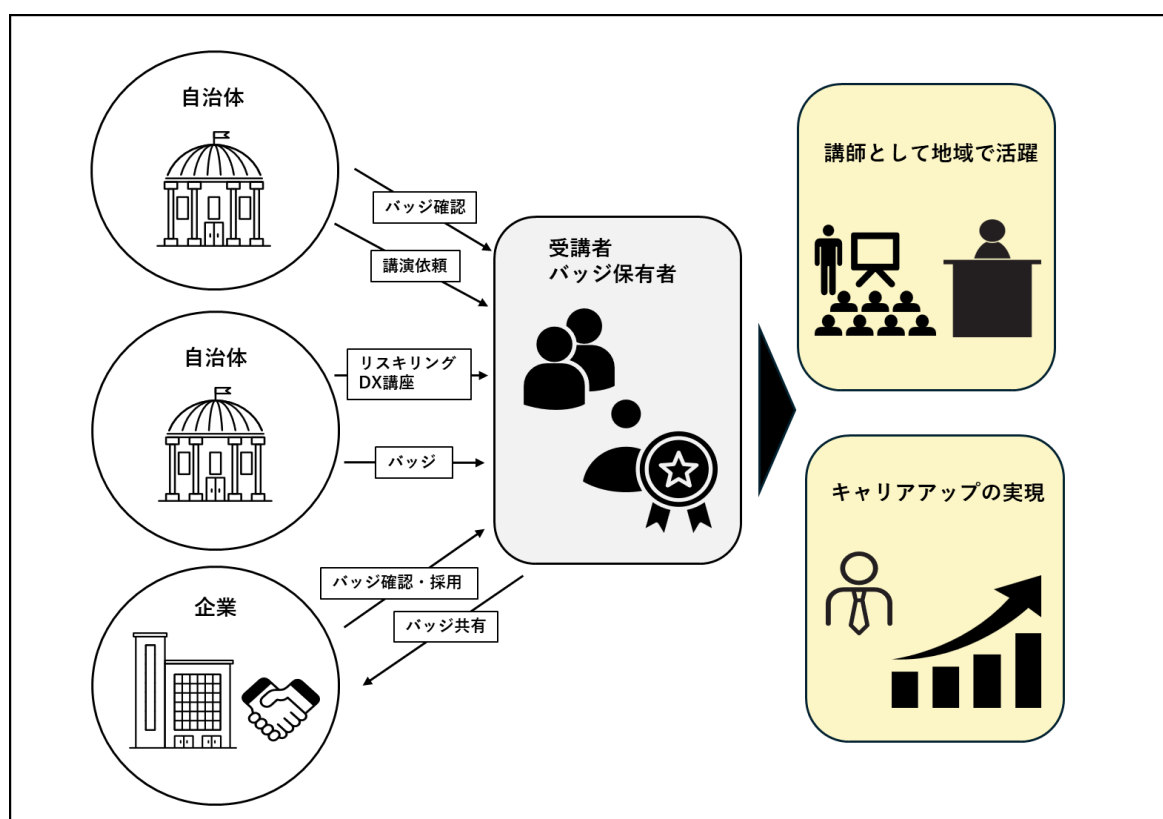 自治体
バッジ確認
講演依頼
自治体
リスキリング
DX講座
バッジ
企業
バッジ確認・採用
バッジ共有
受講者
バッジ保有者
講師として地域で活躍
キャリアアップの実現